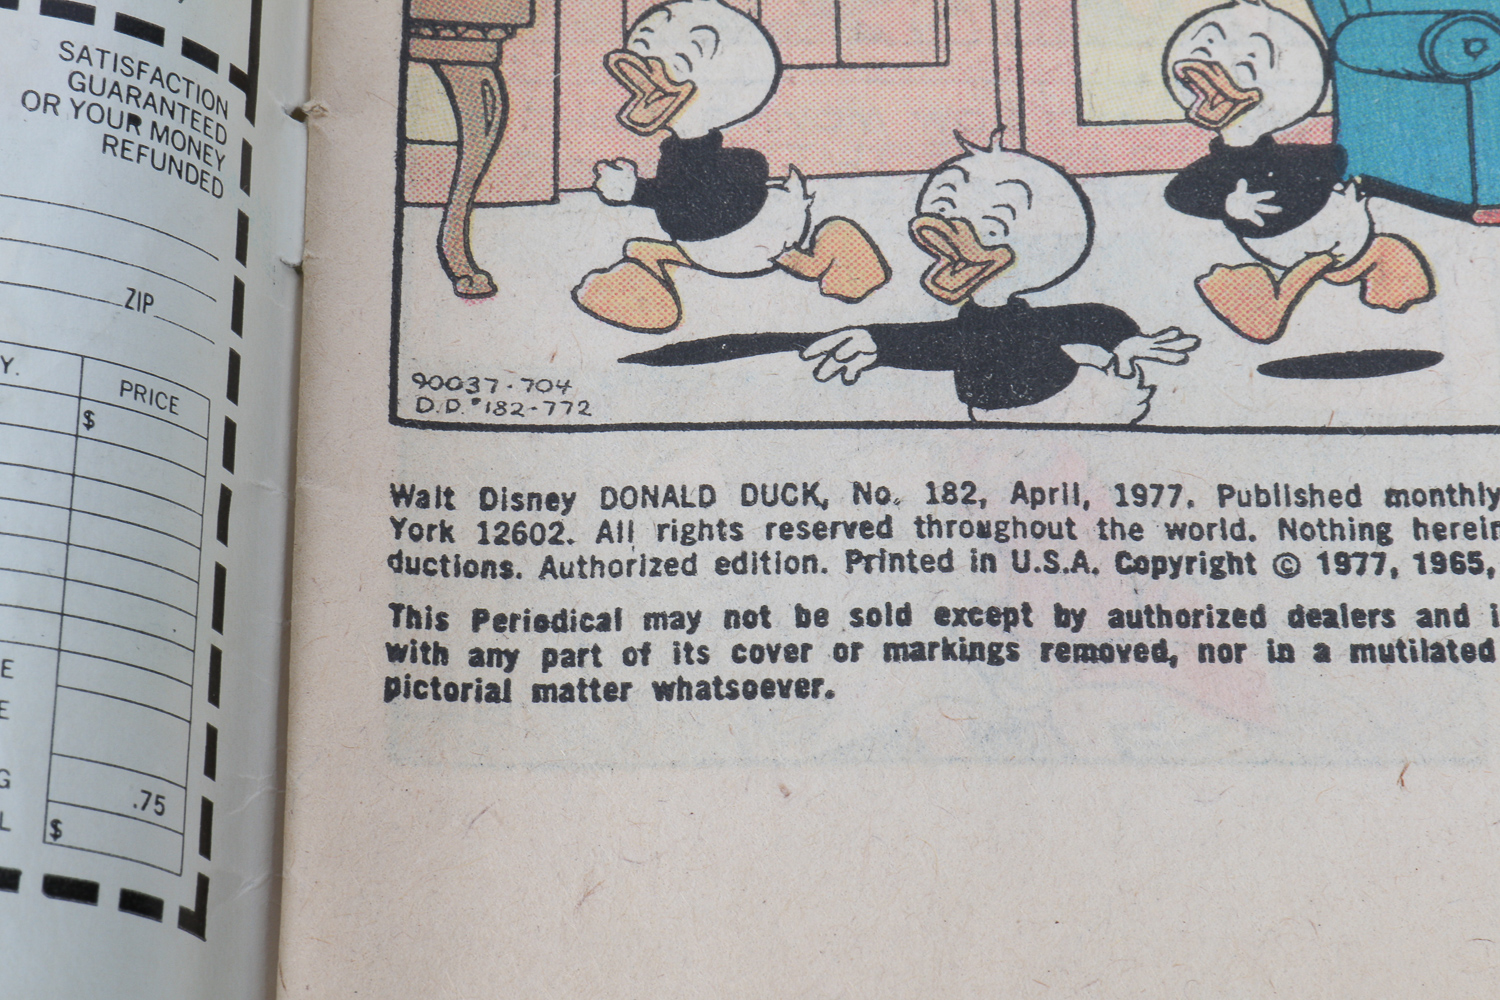 SATISFACTION
GUARANTEED
OR YOUR MONEY
REFUNDED
ZIP
Y.
PRICE
$
E
E
G
.75
L
$
90037-704
D.D. #182-772
Walt Disney DONALD DUCK, No. 182, April, 1977. Published monthly
York 12602. All rights reserved throughout the world. Nothing herein
ductions. Authorized edition. Printed in U.S.A. Copyright © 1977, 1965,
This Periodical may not be sold except by authorized dealers and i
with any part of its cover or markings removed, nor in a mutilated
pictorial matter whatsoever.